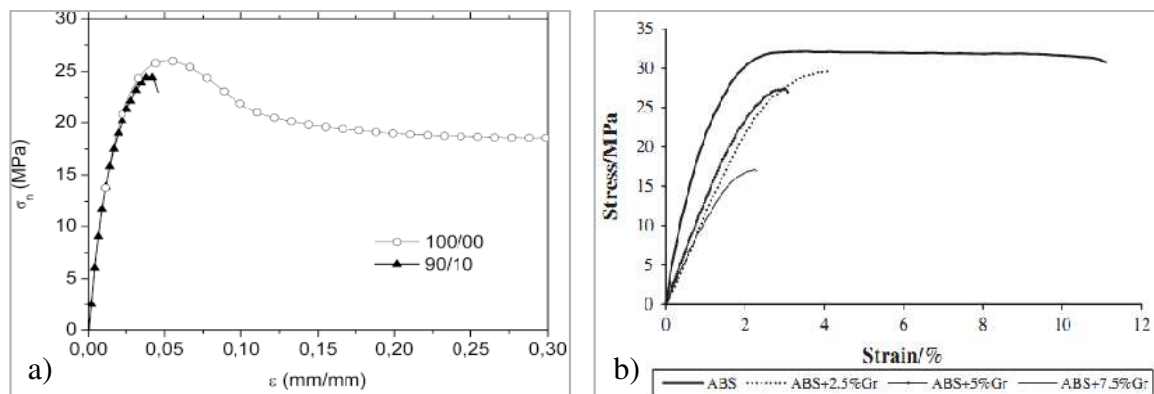 30
25
20
15
10
5
0
σn (MPa)
0,00 0,05 0,10 0,15 0,20 0,25 0,30
ε (mm/mm)
100/00
90/10
a)
35
30
25
20
15
10
5
0
Stress/MPa
0 2 4 6 8 10 12
Strain/%
ABS ABS+2.5%Gr ABS+5%Gr ABS+7.5%Gr
b)